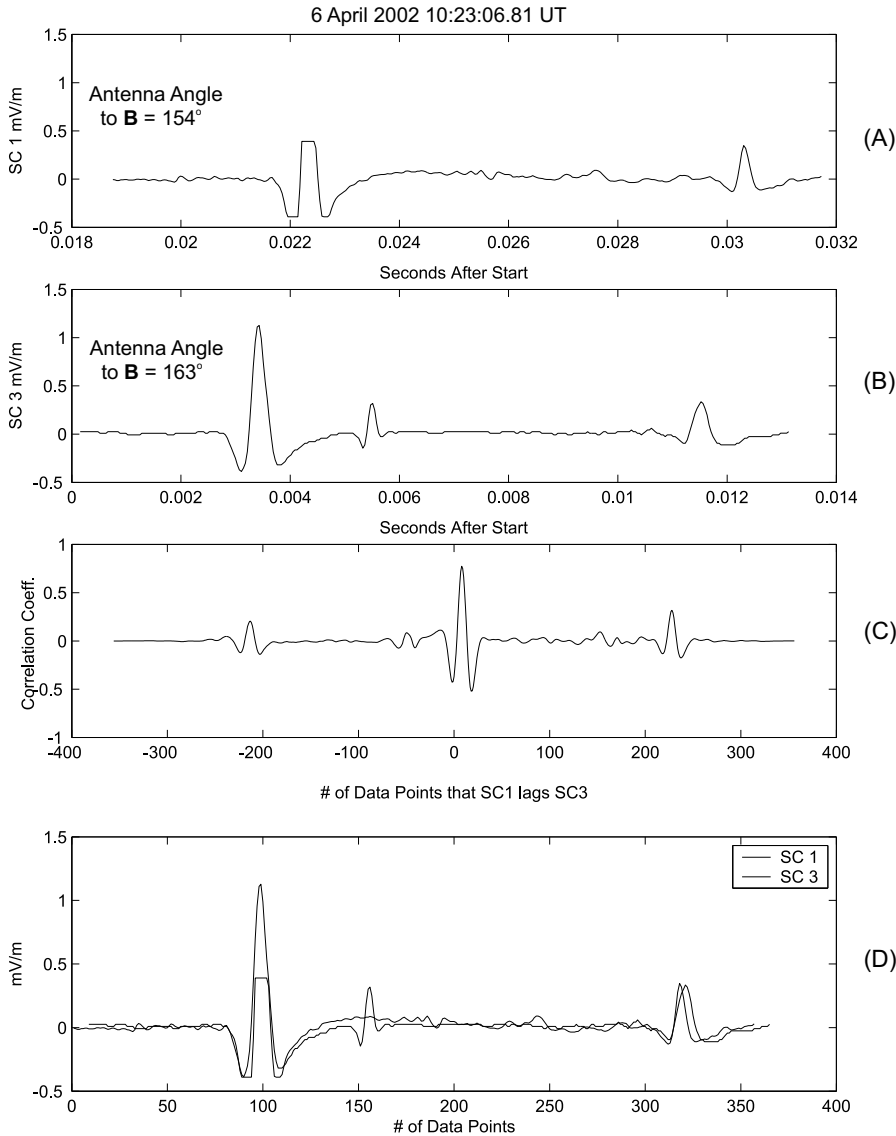 6 April 2002 10:23:06.81 UT
1.5
1
0.5
0
-0.5
SC 1 mV/m
Antenna Angle
to B = 154°
(A)
0.018 0.02 0.022 0.024 0.026 0.028 0.03 0.032
Seconds After Start
1.5
1
0.5
0
-0.5
SC 3 mV/m
Antenna Angle
to B = 163°
(B)
0 0.002 0.004 0.006 0.008 0.01 0.012 0.014
Seconds After Start
1
0.5
0
-0.5
-1
Correlation Coeff.
(C)
-400 -300 -200 -100 0 100 200 300 400
# of Data Points that SC1 lags SC3
1.5
1
0.5
0
-0.5
mV/m
SC 1
SC 3
(D)
0 50 100 150 200 250 300 350 400
# of Data Points